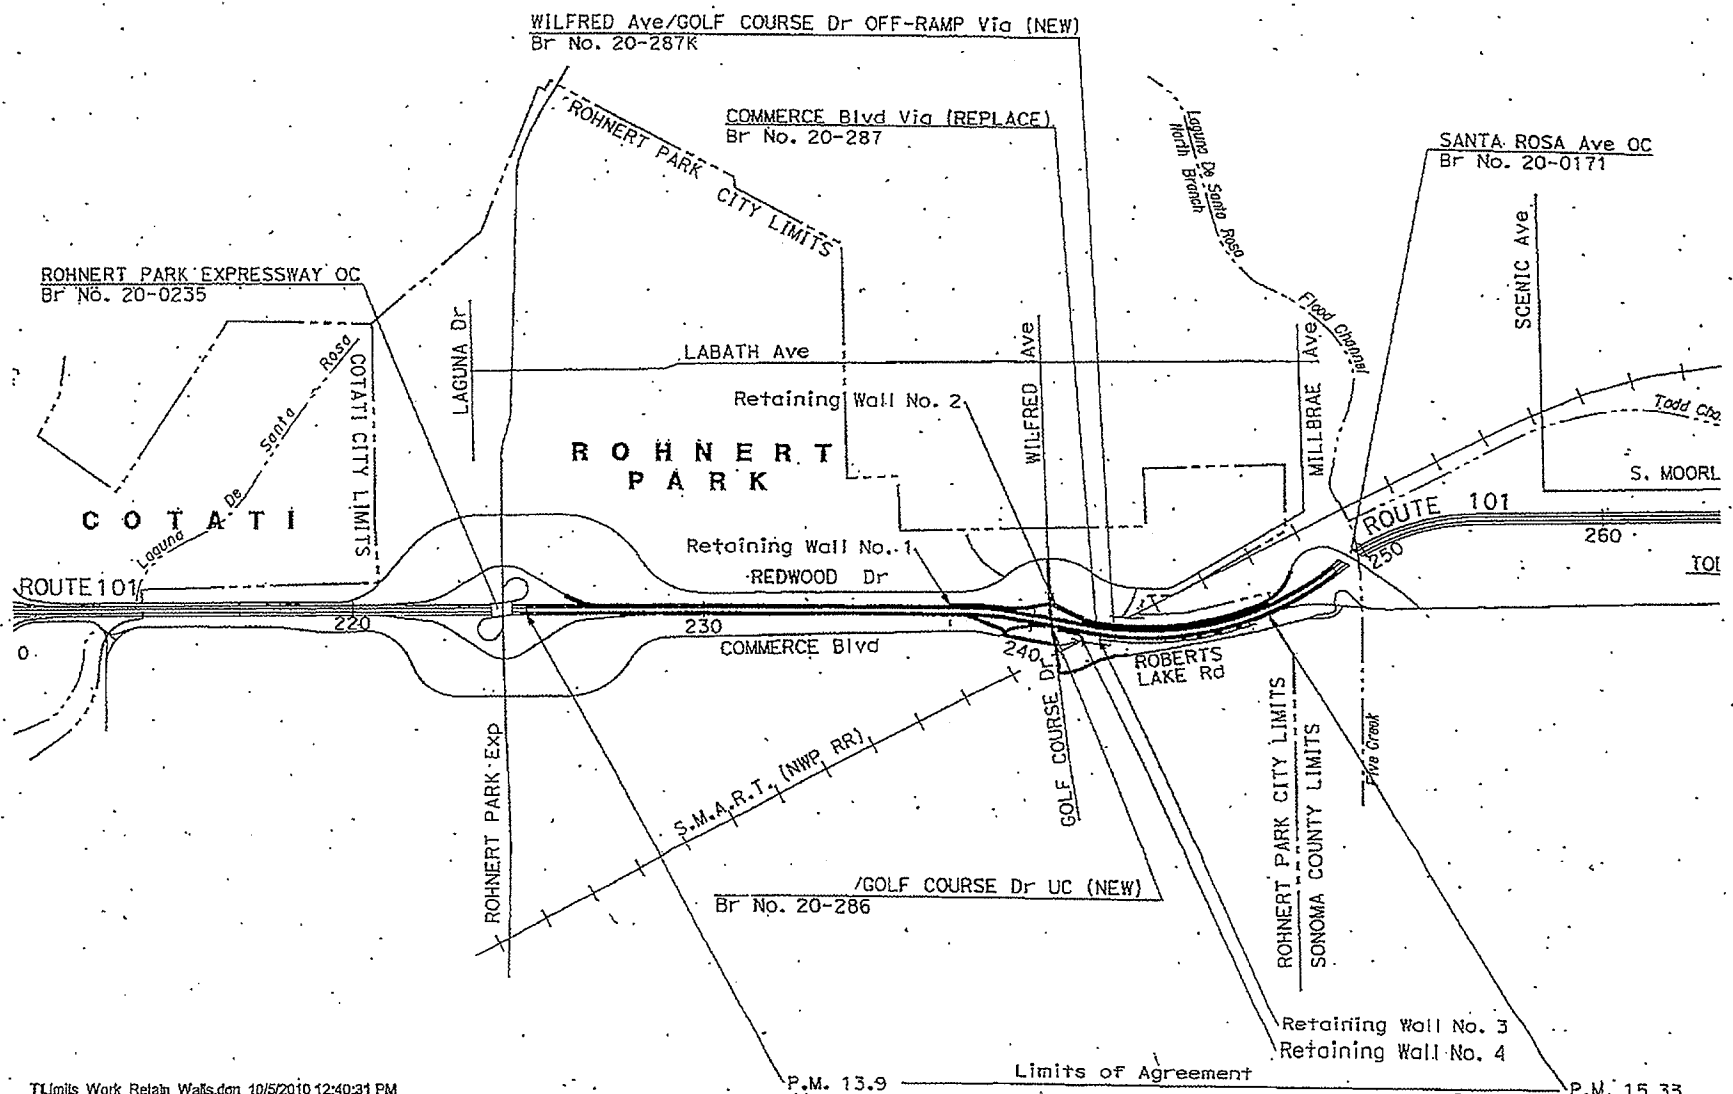 WILFRED Ave/GOLF COURSE Dr OFF-RAMP Via (NEW)
Br No. 20-287K
COMMERCE Blvd Via (REPLACE)
Br No. 20-287
ROHNERT PARK CITY LIMITS
Laguna De Santa Rosa
North Branch
SANTA ROSA Ave OC
Br No. 20-0171
SCENIC Ave
ROHNERT PARK EXPRESSWAY OC
Br No. 20-0235
Flood Channel
LAGUNA Dr
LABATH Ave
WILFRED Ave
MILLBRAE Ave
Retaining Wall No. 2
Laguna De Santa Rosa
COTATI CITY LIMITS
Todd Cha
ROHNERT
PARK
S. MOORL
COTATI
ROUTE 101
250
260
Retaining Wall No. 1
REDWOOD Dr
ROUTE 101
TO
0
220
230
240
COMMERCE Blvd
ROBERTS
LAKE Rd
GOLF COURSE Dr
Five Creek
ROHNERT PARK Exp
S.M.A.R.T. (NWP RR)
ROHNERT PARK CITY LIMITS
SONOMA COUNTY LIMITS
/GOLF COURSE Dr UC (NEW)
Br No. 20-286
Retaining Wall No. 3
Retaining Wall No. 4
Limits of Agreement
P.M. 13.9
P.M. 15.33
TLimits_Work_Retain_Walls.dgn 10/5/2010 12:40:31 PM